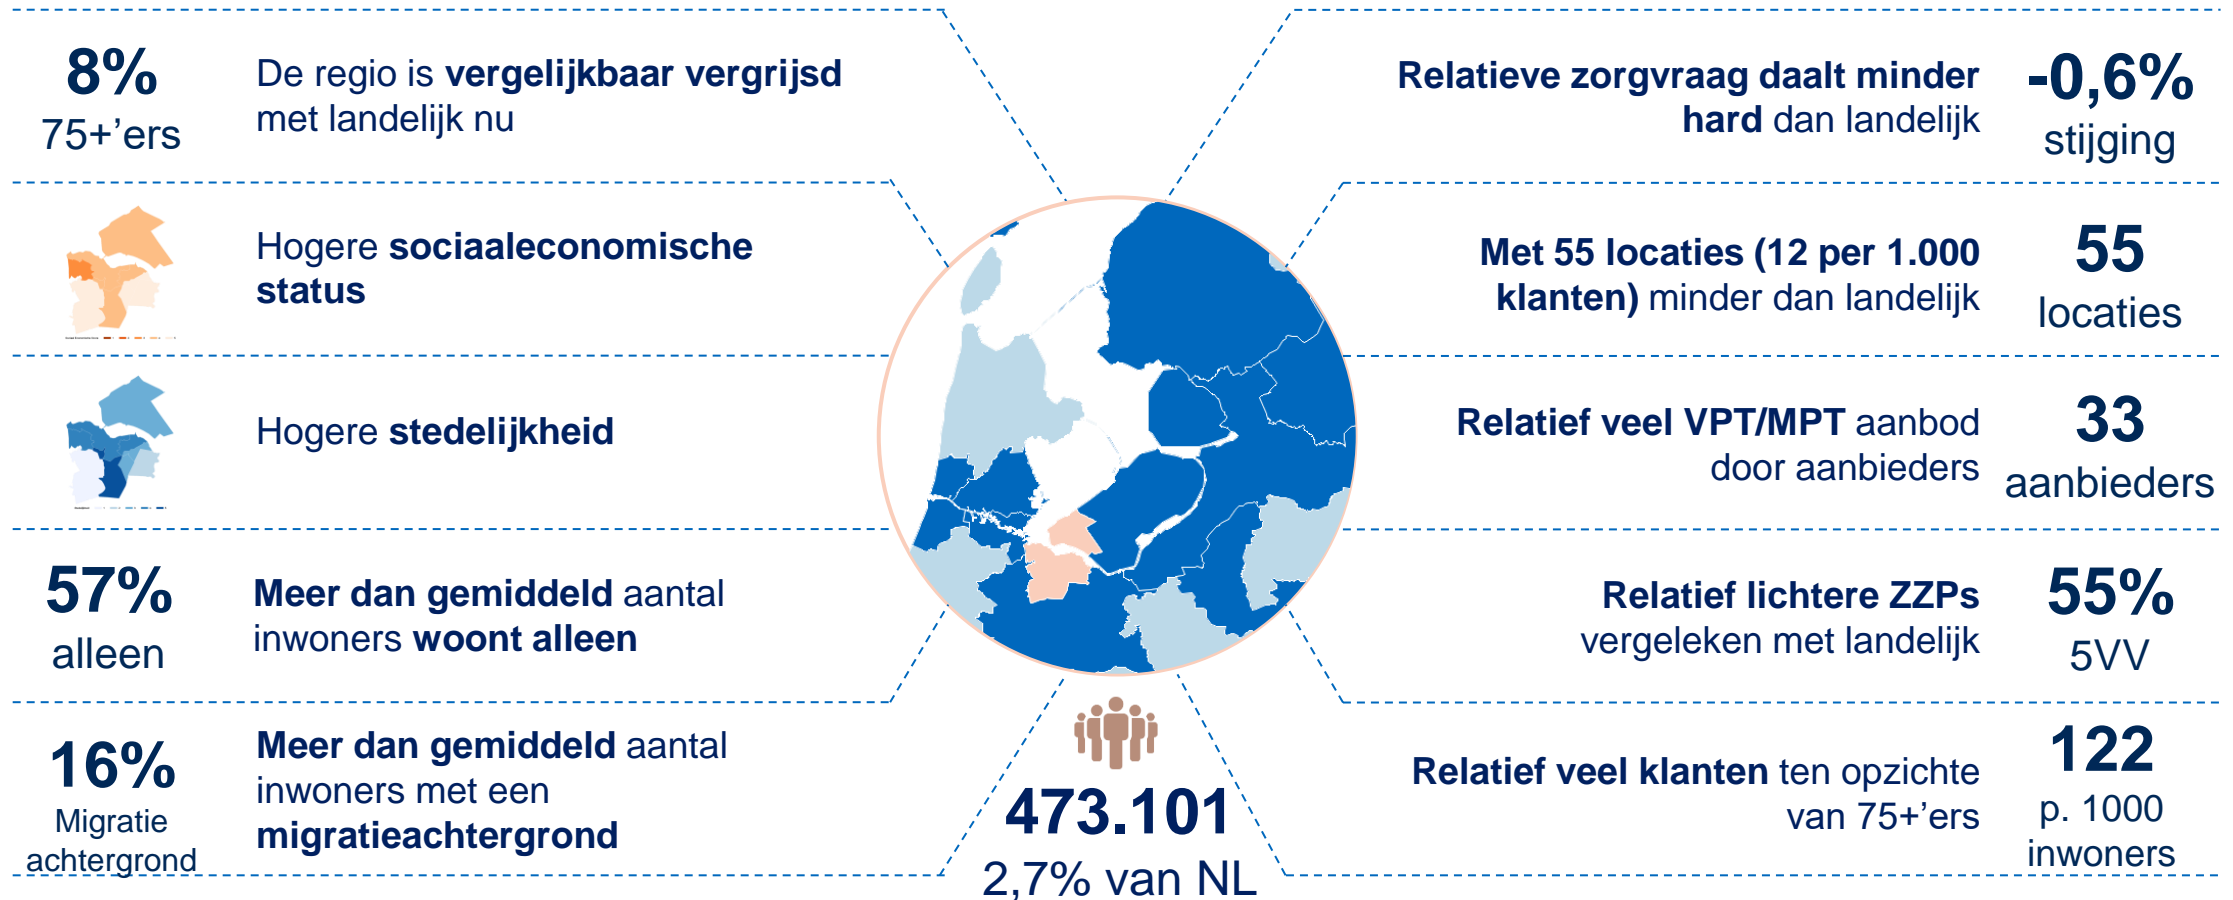 8%
75+'ers
De regio is vergelijkbaar vergrijsd
met landelijk nu
Hogere sociaaleconomische
status
Hogere stedelijkheid
57%
alleen
Meer dan gemiddeld aantal
inwoners woont alleen
16%
Migratie
achtergrond
Meer dan gemiddeld aantal
inwoners met een
migratieachtergrond
473.101
2,7% van NL
Relatieve zorgvraag daalt minder
hard dan landelijk
-0,6%
stijging
Met 55 locaties (12 per 1.000
klanten) minder dan landelijk
55
locaties
Relatief veel VPT/MPT aanbod
door aanbieders
33
aanbieders
Relatief lichtere ZZPs
vergeleken met landelijk
55%
5VV
Relatief veel klanten ten opzichte
van 75+'ers
122
p. 1000
inwoners